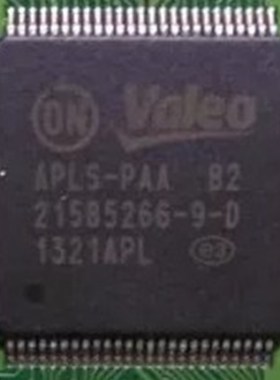 ON Valeo
APLS-PAA B2
21585266-9-D
1321APL e3